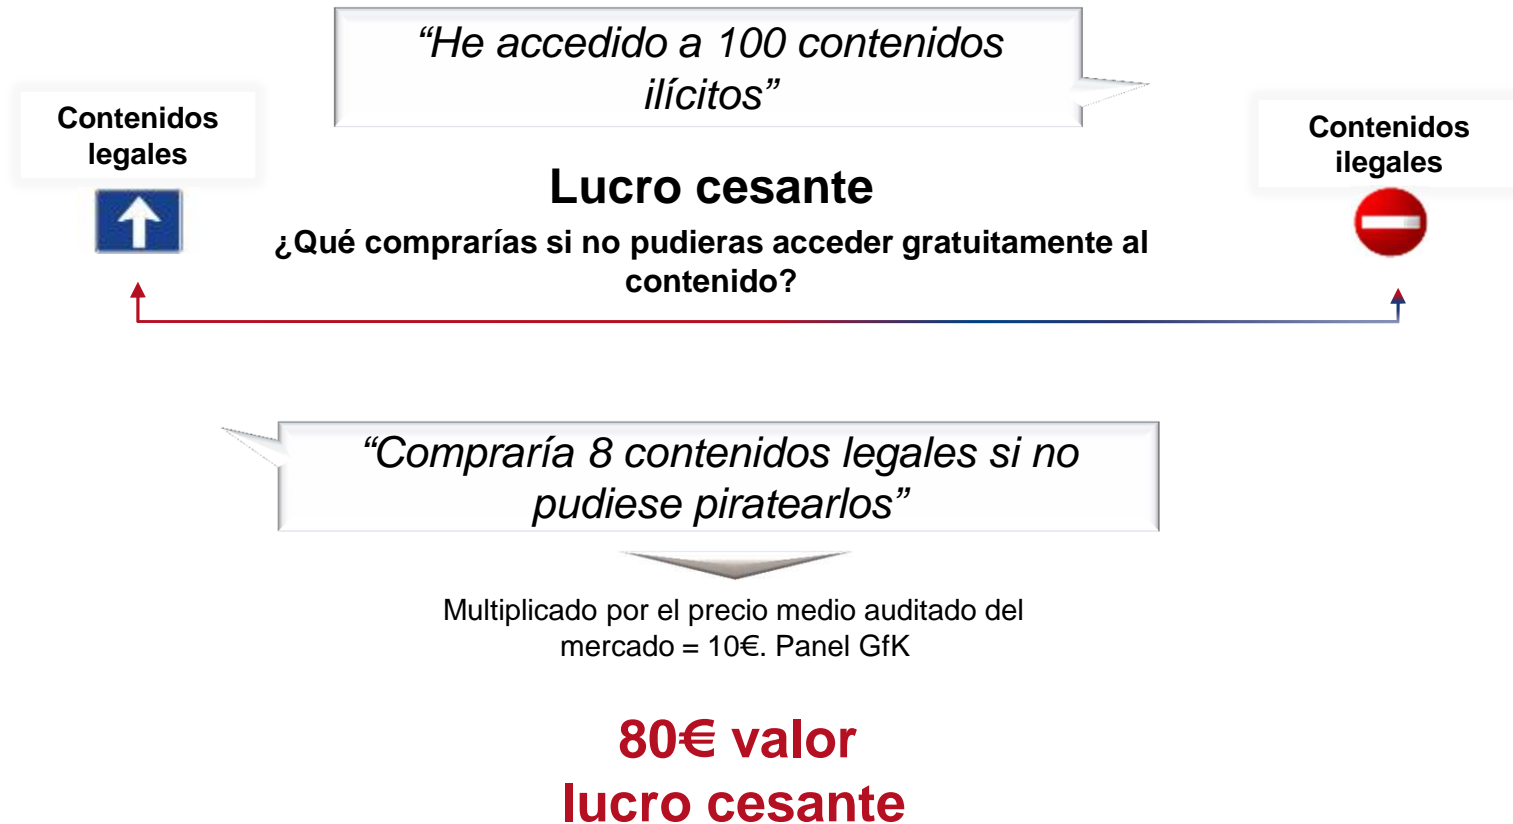 “He accedido a 100 contenidos
ilícitos”
Contenidos
legales
Contenidos
ilegales
Lucro cesante
¿Qué comprarías si no pudieras acceder gratuitamente al
contenido?
“Compraría 8 contenidos legales si no
pudiese piratearlos”
Multiplicado por el precio medio auditado del
mercado = 10€. Panel GfK
80€ valor
lucro cesante